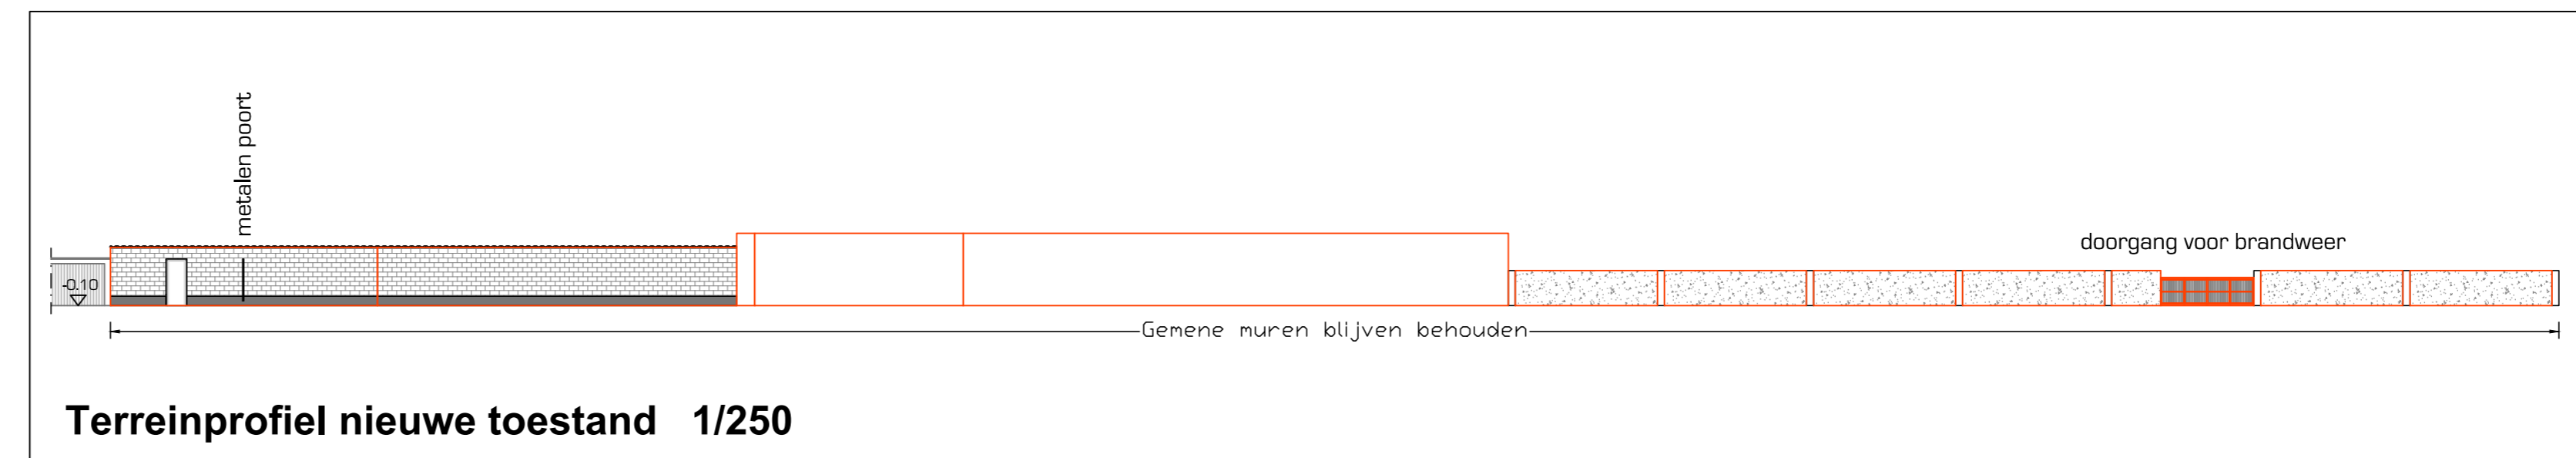 metalen poort
doorgang voor brandweer
-0.10
Gemene muren blijven behouden
Terreinprofiel nieuwe toestand 1/250